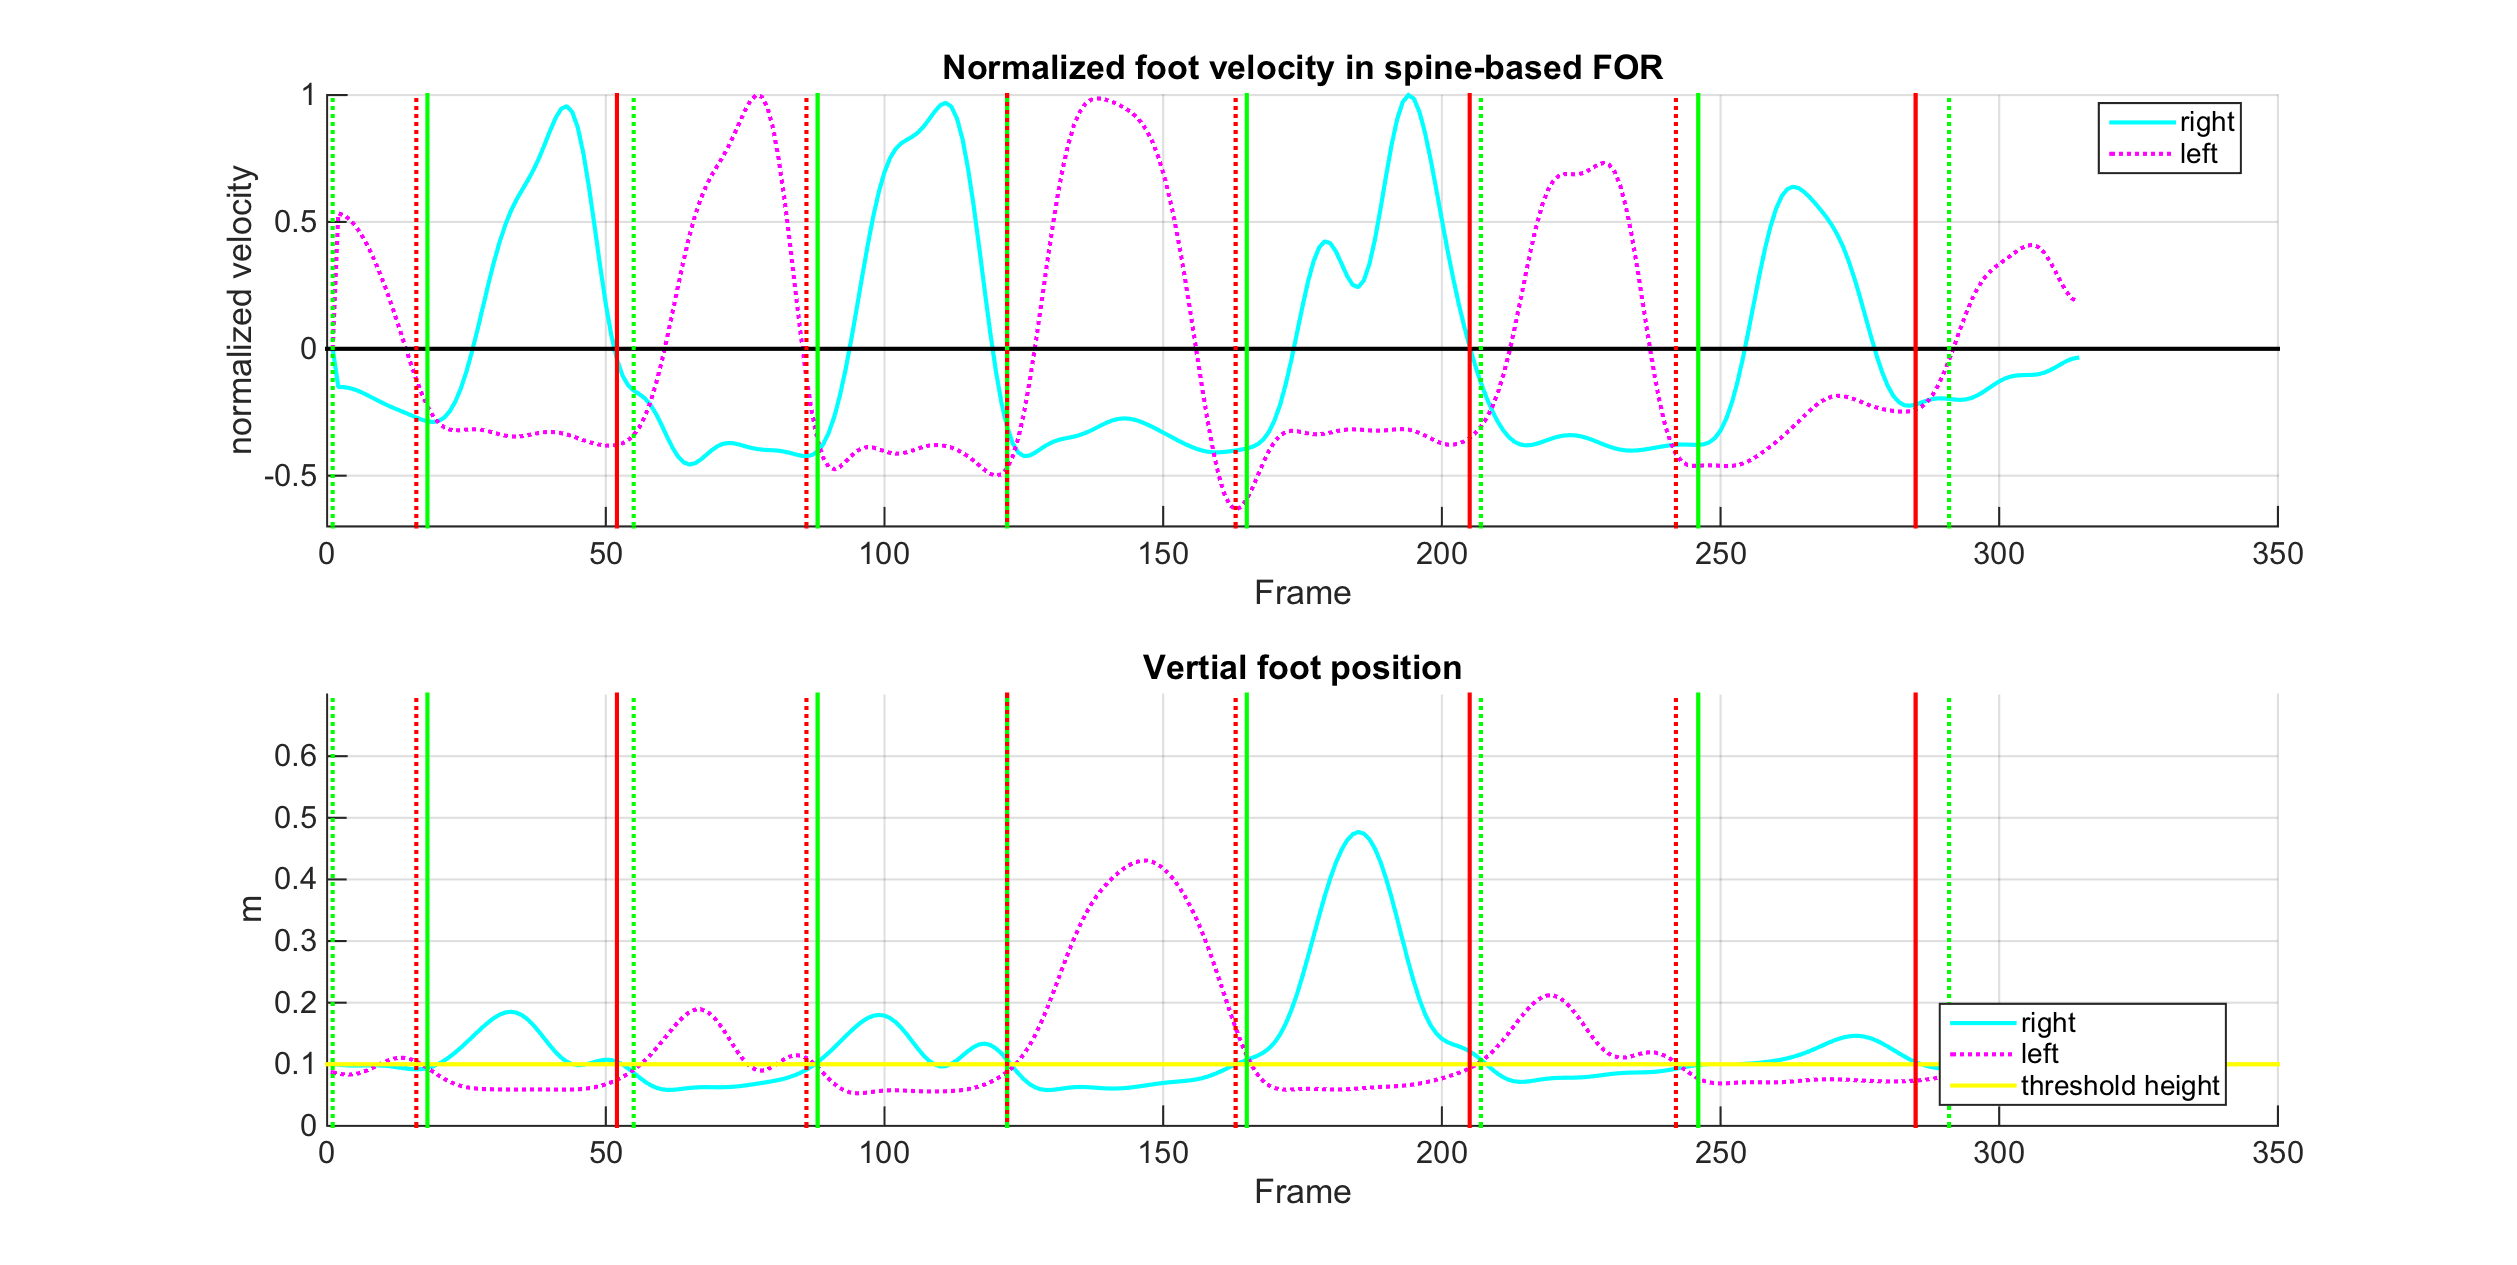 Normalized foot velocity in spine-based FOR
normalized velocity
1
0.5
0
-0.5
right
left
0 50 100 150 200 250 300 350
Frame
Vertial foot position
m
0.6
0.5
0.4
0.3
0.2
0.1
0
right
left
threshold height
0 50 100 150 200 250 300 350
Frame